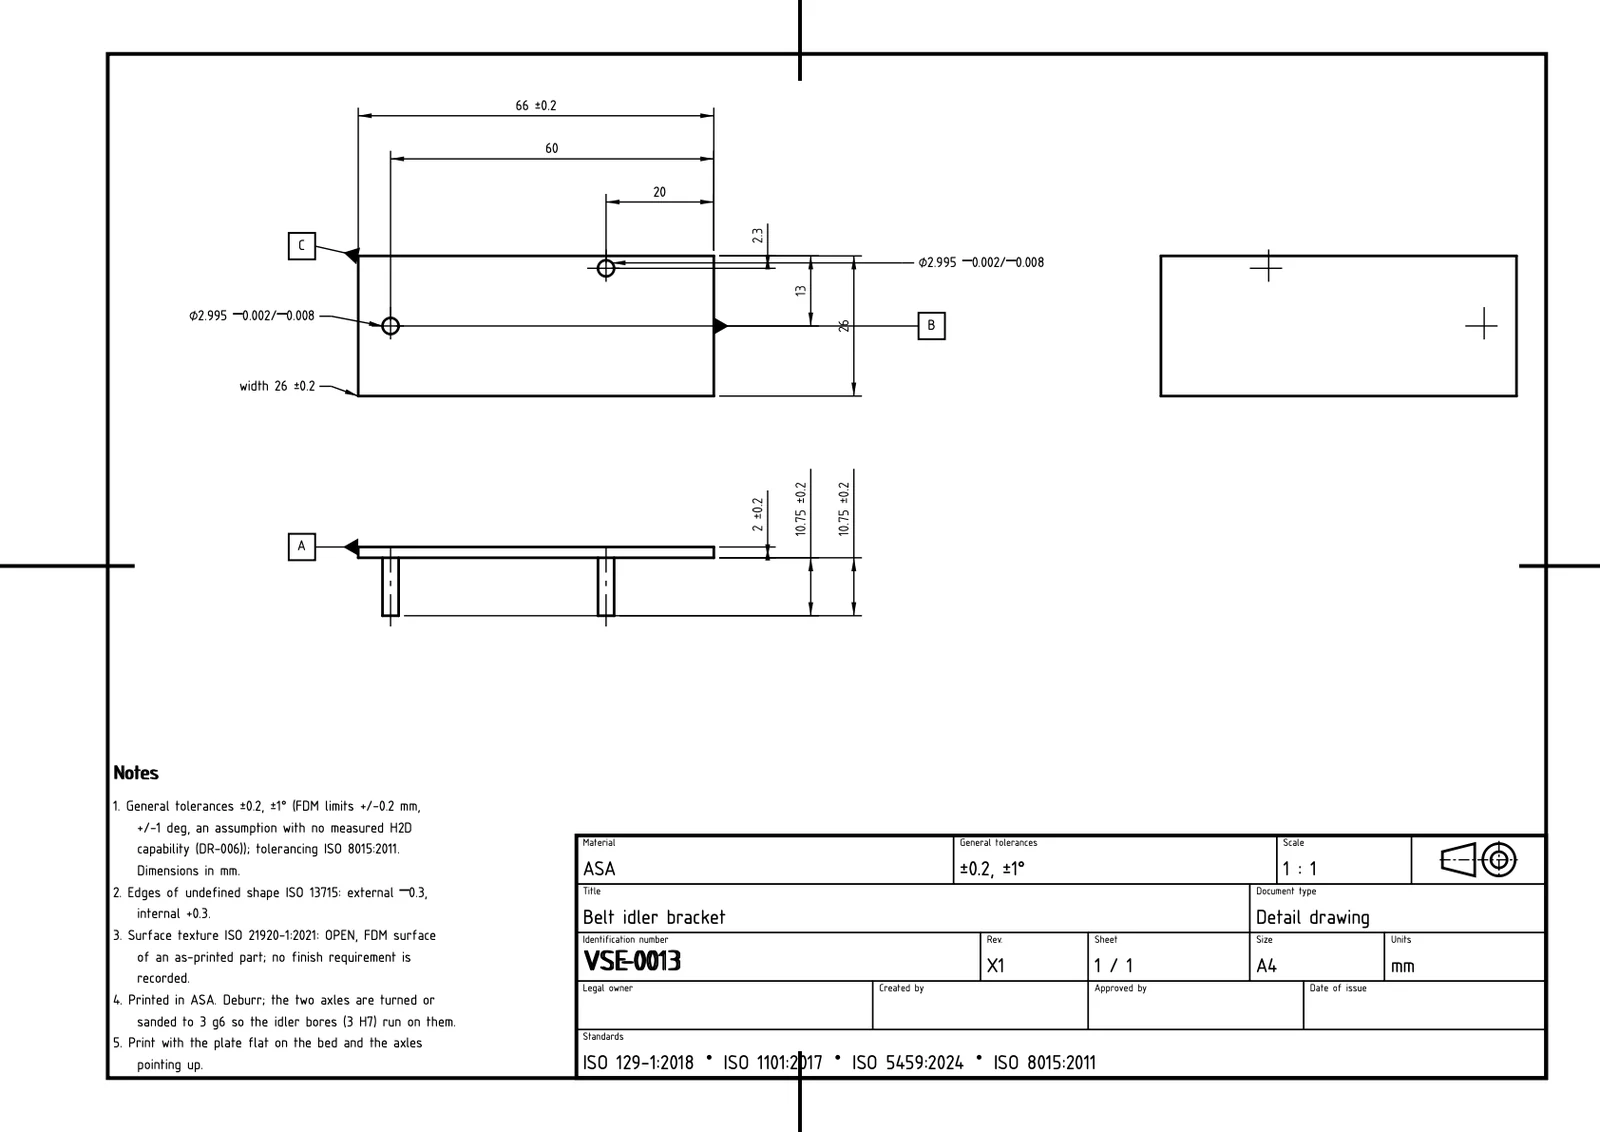 66 ±0.2
60
20
2.3
C
⌀2.995 −0.002/−0.008
13
⌀2.995 −0.002/−0.008
26
B
width 26 ±0.2
2 ±0.2
10.75 ±0.2
10.75 ±0.2
A
Notes
1. General tolerances ±0.2, ±1° (FDM limits +/-0.2 mm,
+/-1 deg, an assumption with no measured H2D
capability (DR-006)); tolerancing ISO 8015:2011.
Dimensions in mm.
2. Edges of undefined shape ISO 13715: external −0.3,
internal +0.3.
3. Surface texture ISO 21920-1:2021: OPEN, FDM surface
of an as-printed part; no finish requirement is
recorded.
4. Printed in ASA. Deburr; the two axles are turned or
sanded to 3 g6 so the idler bores (3 H7) run on them.
5. Print with the plate flat on the bed and the axles
pointing up.
Material
ASA
General tolerances
±0.2, ±1°
Scale
1 : 1
Title
Belt idler bracket
Document type
Detail drawing
Identification number
VSE-0013
Rev.
X1
Sheet
1 / 1
Size
A4
Units
mm
Legal owner
Created by
Approved by
Date of issue
Standards
ISO 129-1:2018 • ISO 1101:2017 • ISO 5459:2024 • ISO 8015:2011